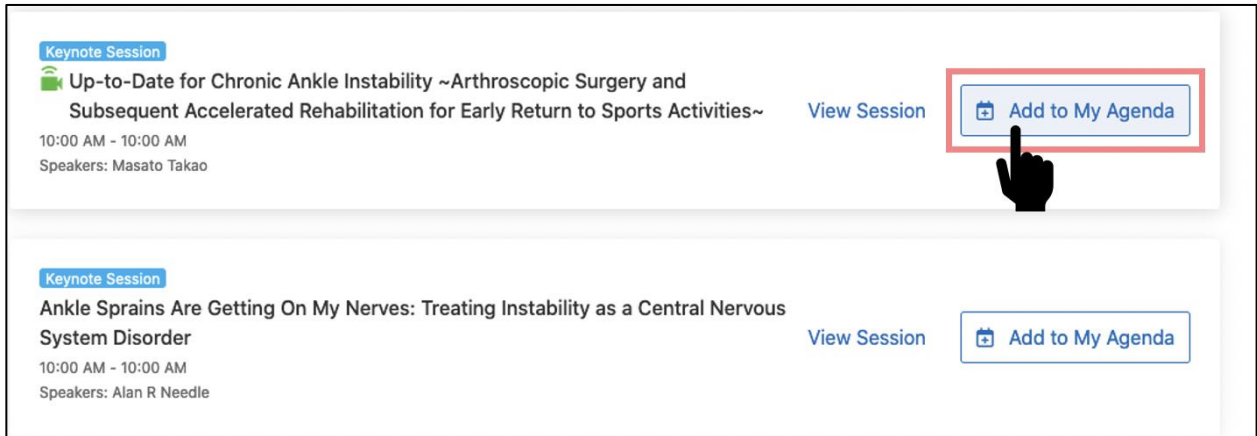 Keynote Session
Up-to-Date for Chronic Ankle Instability ~Arthroscopic Surgery and
Subsequent Accelerated Rehabilitation for Early Return to Sports Activities~
View Session
Add to My Agenda
10:00 AM - 10:00 AM
Speakers: Masato Takao
Keynote Session
Ankle Sprains Are Getting On My Nerves: Treating Instability as a Central Nervous
System Disorder
View Session
Add to My Agenda
10:00 AM - 10:00 AM
Speakers: Alan R Needle